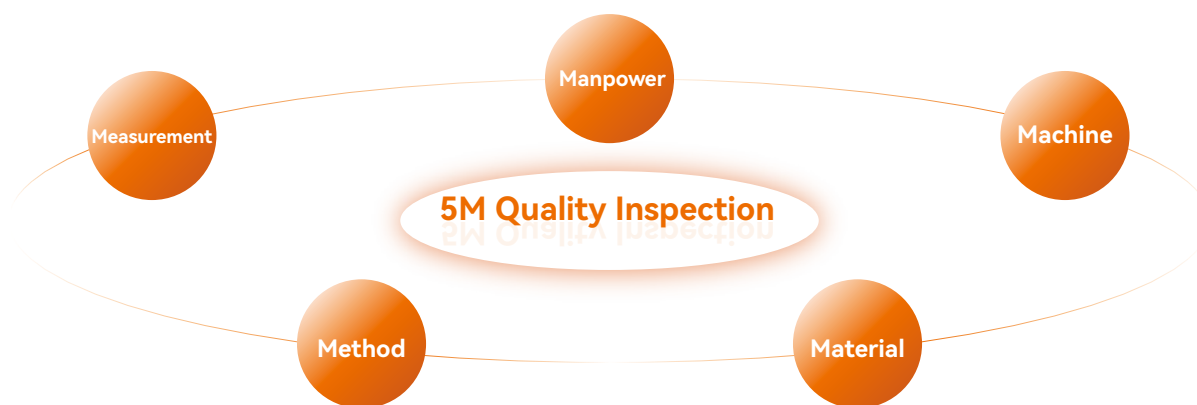 Manpower
Measurement
Machine
5M Quality Inspection
Method
Material